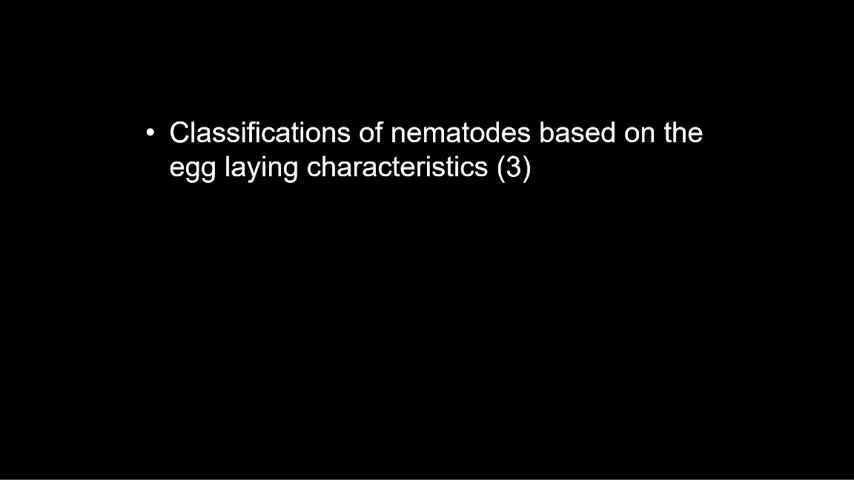 • Classifications of nematodes based on the
egg laying characteristics (3)